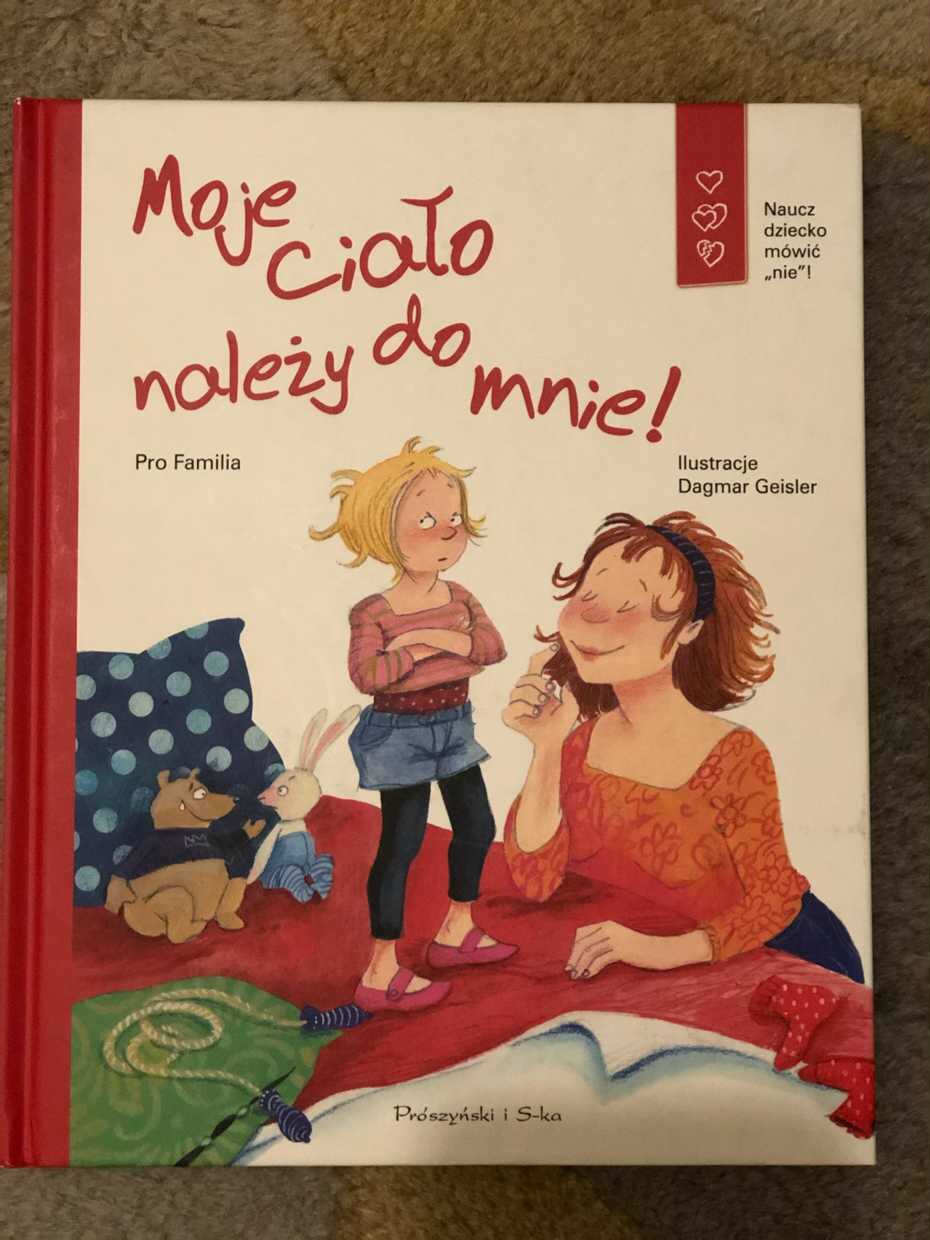 Moje
ciało
należy do
mnie!
Naucz
dziecko
mówić
„nie”!
Pro Familia
Ilustracje
Dagmar Geisler
Prószyński i S-ka